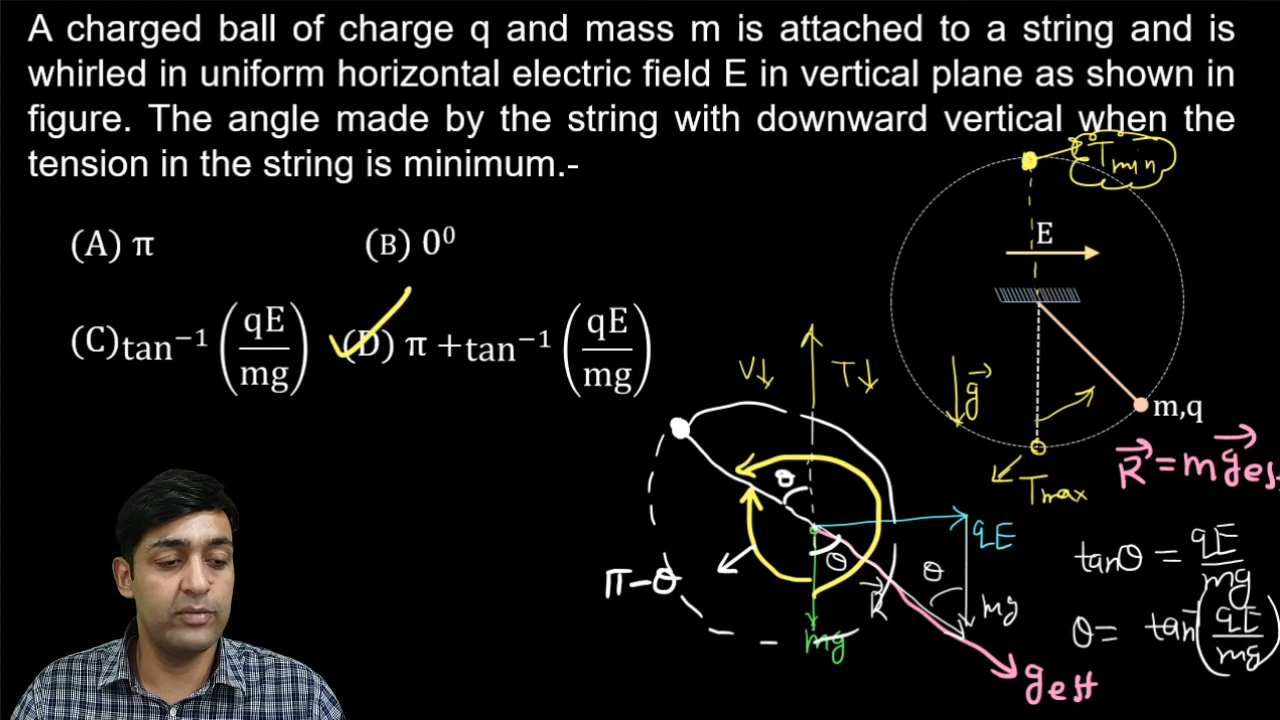 A charged ball of charge q and mass m is attached to a string and is
whirled in uniform horizontal electric field E in vertical plane as shown in
figure. The angle made by the string with downward vertical when the
tension in the string is minimum.-
(A) π
(B) 0⁰
(C)tan⁻¹ (qE/mg)
(D) π +tan⁻¹ (qE/mg)
Tmin
E
g⃗
m,q
Tmax
V↓ T↓
θ
qE
θ
θ
R⃗
mg
mg
π-θ
geff
R⃗ = mg⃗eff
tanθ = qE/mg
θ = tan⁻¹(qE/mg)